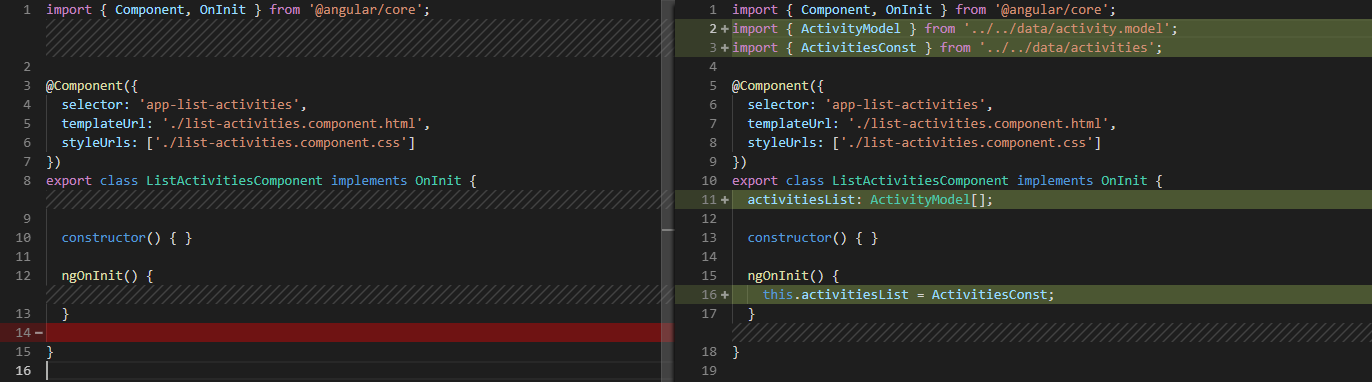 1 import { Component, OnInit } from '@angular/core';
2
3 @Component({
4 selector: 'app-list-activities',
5 templateUrl: './list-activities.component.html',
6 styleUrls: ['./list-activities.component.css']
7 })
8 export class ListActivitiesComponent implements OnInit {
9
10 constructor() { }
11
12 ngOnInit() {
13 }
14 −
15 }
16
1 import { Component, OnInit } from '@angular/core';
2 + import { ActivityModel } from '../../data/activity.model';
3 + import { ActivitiesConst } from '../../data/activities';
4
5 @Component({
6 selector: 'app-list-activities',
7 templateUrl: './list-activities.component.html',
8 styleUrls: ['./list-activities.component.css']
9 })
10 export class ListActivitiesComponent implements OnInit {
11 + activitiesList: ActivityModel[];
12
13 constructor() { }
14
15 ngOnInit() {
16 + this.activitiesList = ActivitiesConst;
17 }
18 }
19